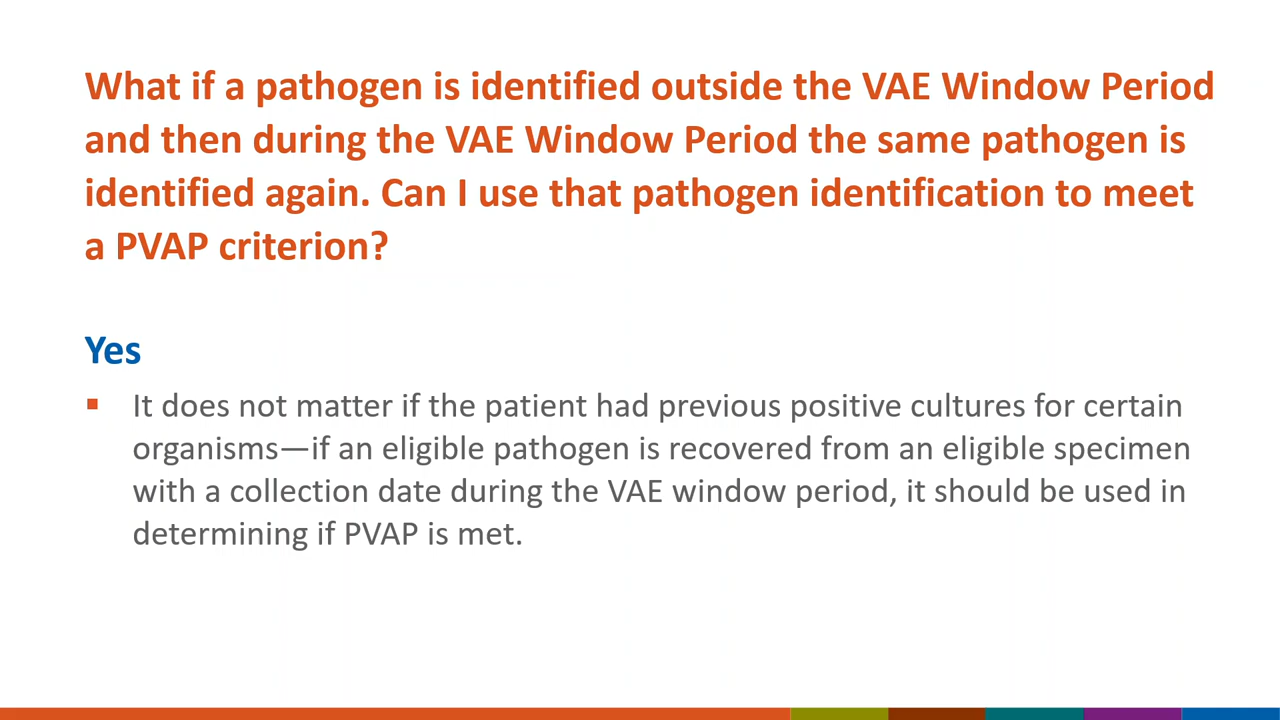 What if a pathogen is identified outside the VAE Window Period
and then during the VAE Window Period the same pathogen is
identified again. Can I use that pathogen identification to meet
a PVAP criterion?
Yes
▪ It does not matter if the patient had previous positive cultures for certain
organisms—if an eligible pathogen is recovered from an eligible specimen
with a collection date during the VAE window period, it should be used in
determining if PVAP is met.